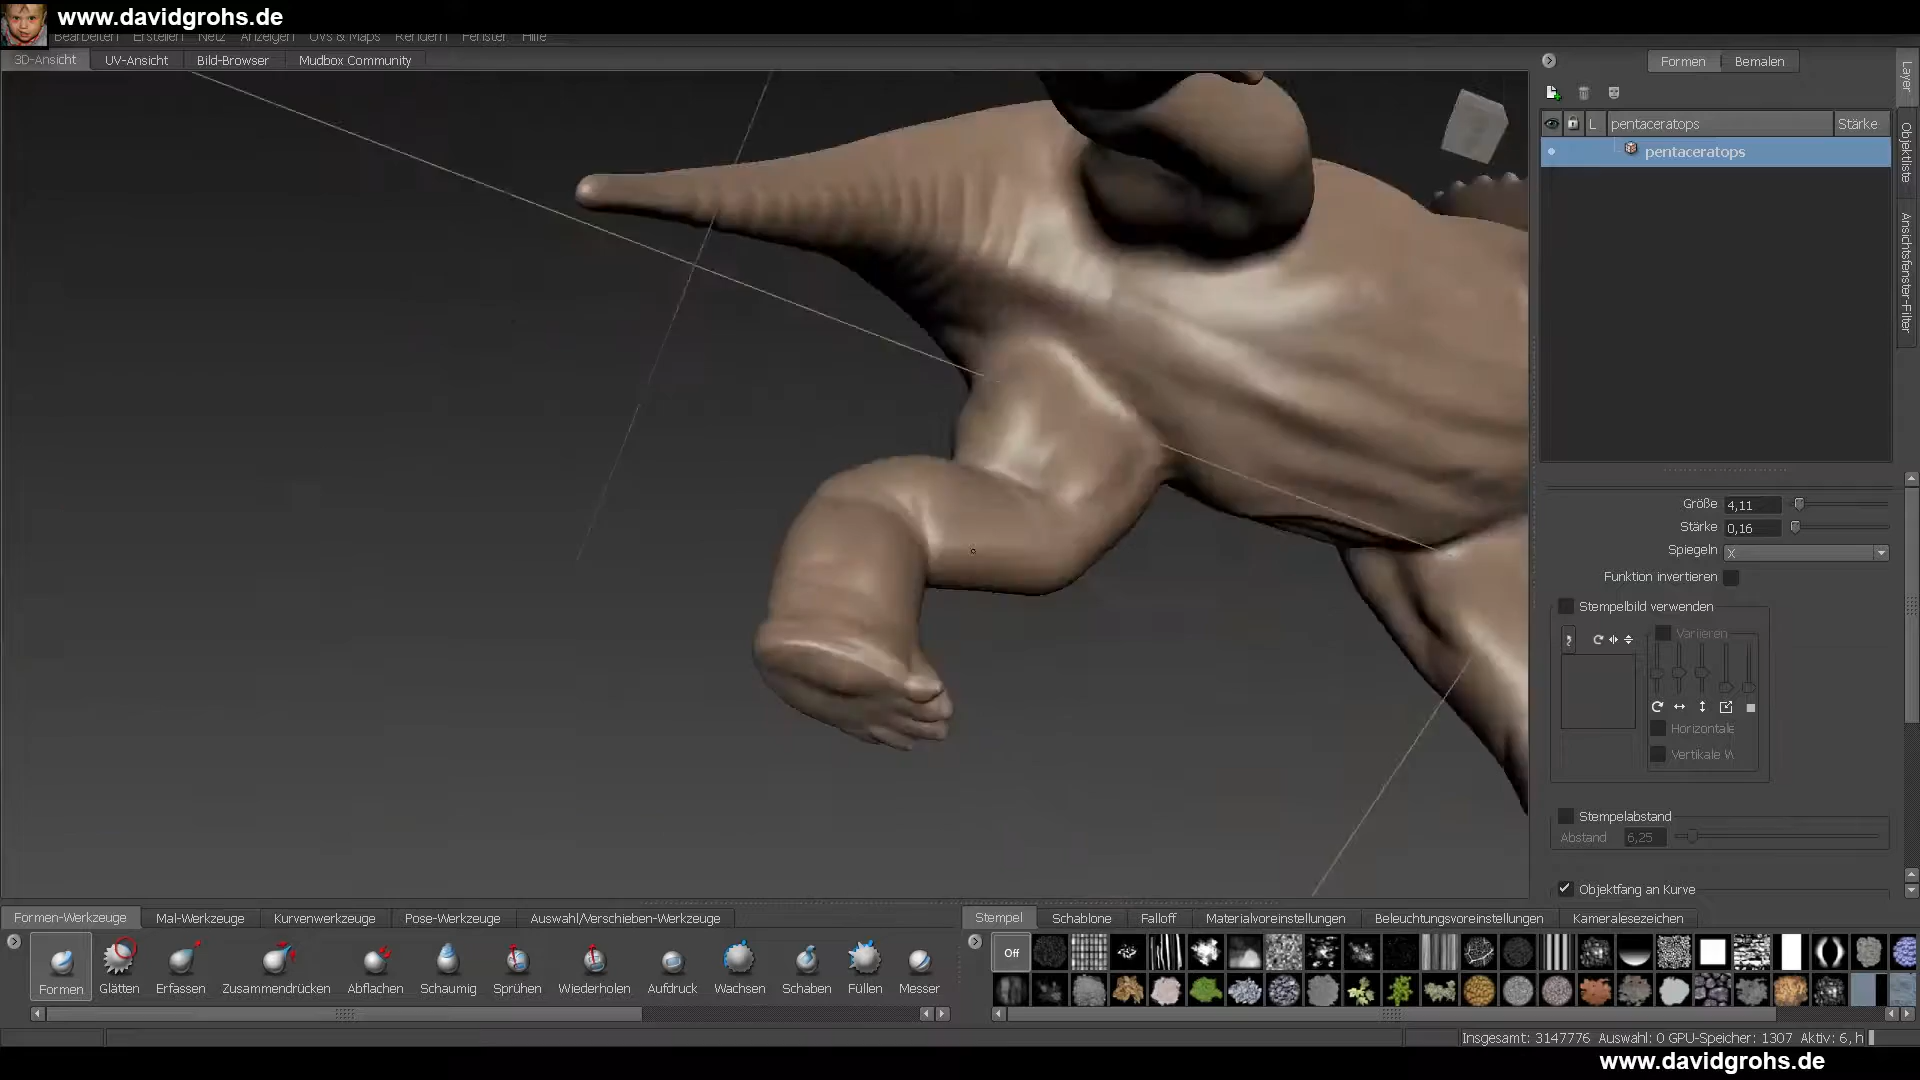 www.davidgrohs.de
Bearbeiten Erstellen Netz Anzeigen UVs & Maps Rendern Fenster Hilfe
3D-Ansicht UV-Ansicht Bild-Browser Mudbox Community
Formen Bemalen
Layer
Objektliste
Ansichtsfenster-Filter
L pentaceratops Stärke
pentaceratops
Größe 4,11
Stärke 0,16
Spiegeln X
Funktion invertieren
Stempelbild verwenden
Variieren
Horizontale
Vertikale W
Stempelabstand
Abstand 6,25
Objektfang an Kurve
Formen-Werkzeuge Mal-Werkzeuge Kurvenwerkzeuge Pose-Werkzeuge Auswahl/Verschieben-Werkzeuge
Stempel Schablone Falloff Materialvoreinstellungen Beleuchtungsvoreinstellungen Kameralesezeichen
Off
Formen Glätten Erfassen Zusammendrücken Abflachen Schaumig Sprühen Wiederholen Aufdruck Wachsen Schaben Füllen Messer
Insgesamt: 3147776 Auswahl: 0 GPU-Speicher: 1307 Aktiv: 6, h
www.davidgrohs.de